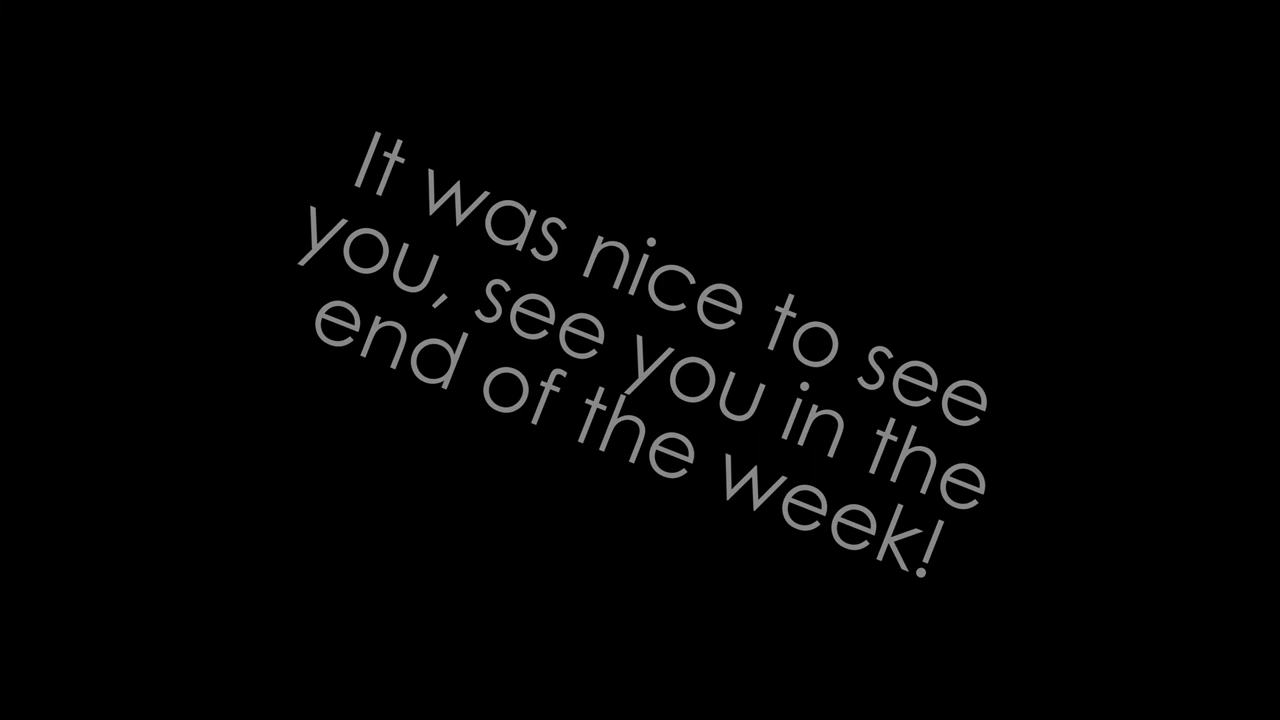 It was nice to see
you, see you in the
end of the week!